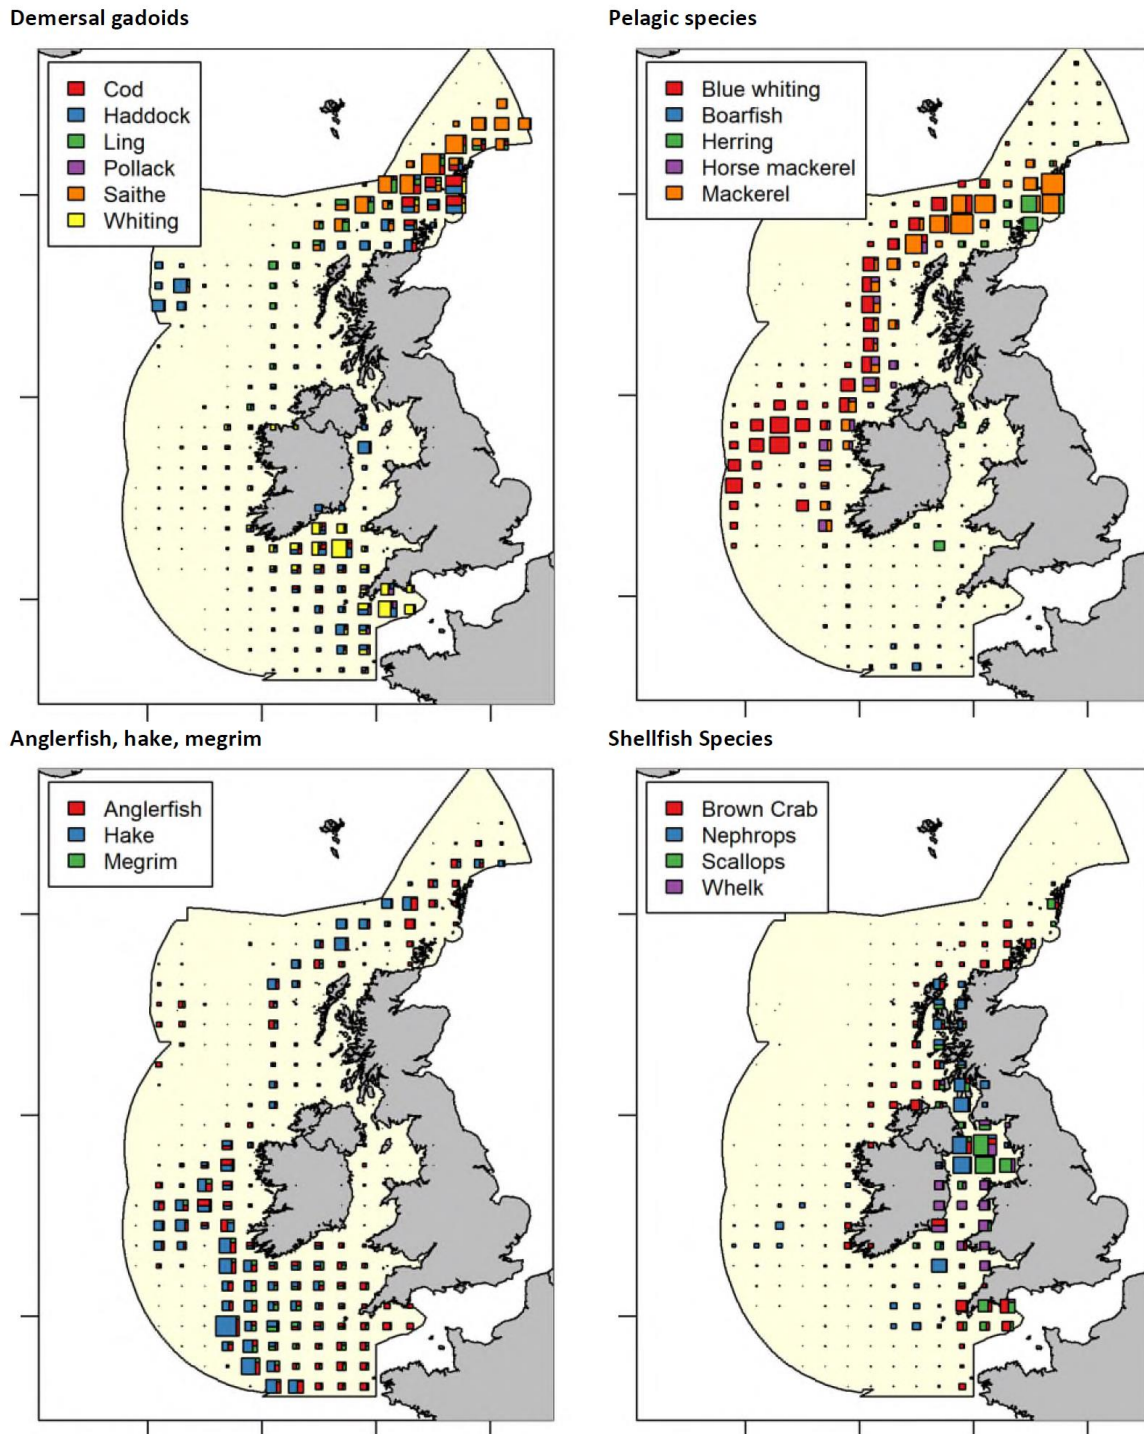 Demersal gadoids
Cod
Haddock
Ling
Pollack
Saithe
Whiting
Pelagic species
Blue whiting
Boarfish
Herring
Horse mackerel
Mackerel
Anglerfish, hake, megrim
Anglerfish
Hake
Megrim
Shellfish Species
Brown Crab
Nephrops
Scallops
Whelk